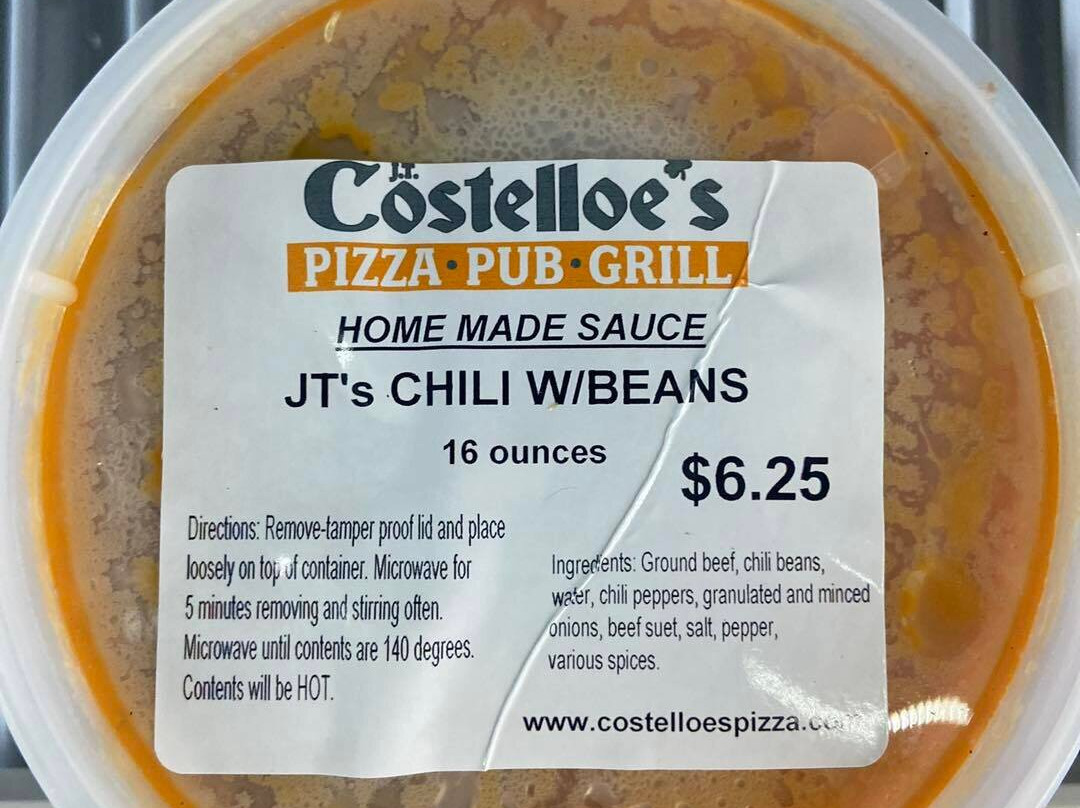 J.T.
Costelloe's
PIZZA • PUB • GRILL
HOME MADE SAUCE
JT's CHILI W/BEANS
16 ounces
$6.25
Directions: Remove-tamper proof lid and place
loosely on top of container. Microwave for
5 minutes removing and stirring often.
Microwave until contents are 140 degrees.
Contents will be HOT.
Ingredients: Ground beef, chili beans,
water, chili peppers, granulated and minced
onions, beef suet, salt, pepper,
various spices.
www.costelloespizza.com